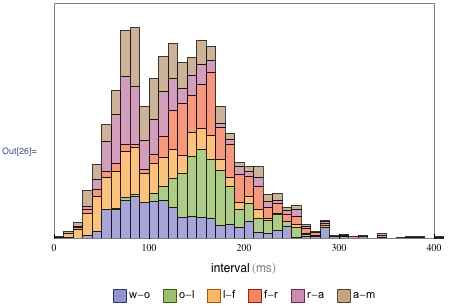 Out[26]=
0 100 200 300 400
interval (ms)
w−o o−l l−f f−r r−a a−m